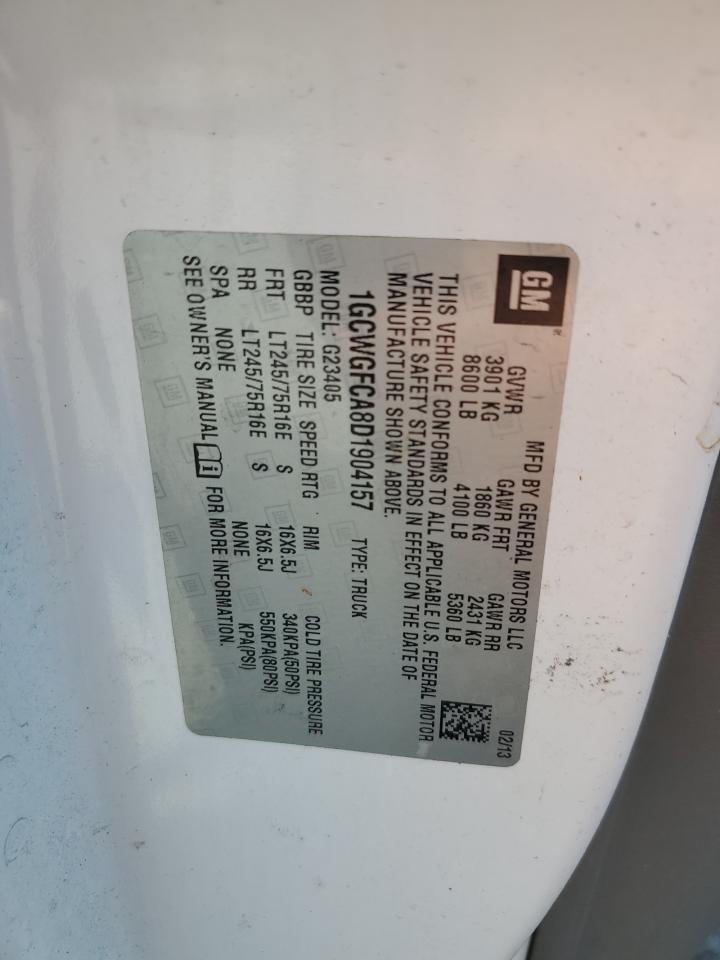 GM
MFD BY GENERAL MOTORS LLC 02/13
GVWR GAWR FRT GAWR RR
3901 KG 1860 KG 2431 KG
8600 LB 4100 LB 5360 LB
THIS VEHICLE CONFORMS TO ALL APPLICABLE U.S. FEDERAL MOTOR
VEHICLE SAFETY STANDARDS IN EFFECT ON THE DATE OF
MANUFACTURE SHOWN ABOVE.
1GCWGFCA8D1904157 TYPE: TRUCK
MODEL: G23405
GBBP TIRE SIZE SPEED RTG RIM COLD TIRE PRESSURE
FRT LT245/75R16E S 16X6.5J 340KPA(50PSI)
RR LT245/75R16E S 16X6.5J 550KPA(80PSI)
SPA NONE NONE KPA(PSI)
SEE OWNER'S MANUAL FOR MORE INFORMATION.